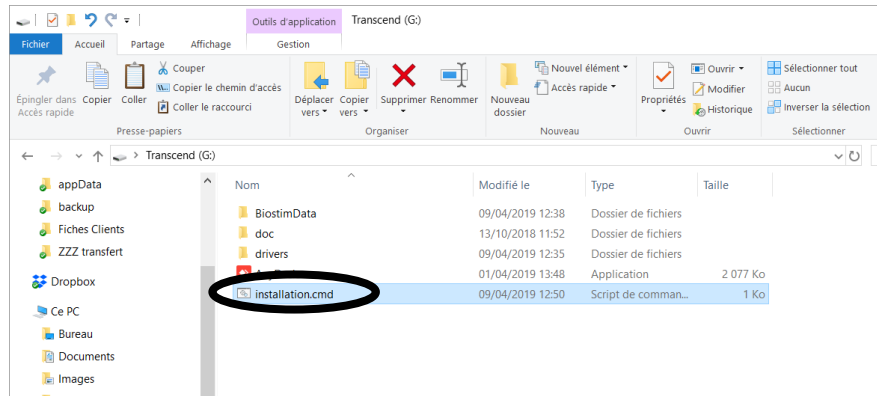 Outils d'application Transcend (G:)
Fichier Accueil Partage Affichage Gestion
Épingler dans Accès rapide
Copier
Coller
Couper
Copier le chemin d'accès
Coller le raccourci
Presse-papiers
Déplacer vers
Copier vers
Supprimer
Renommer
Organiser
Nouveau dossier
Nouvel élément
Accès rapide
Nouveau
Propriétés
Ouvrir
Modifier
Historique
Ouvrir
Sélectionner tout
Aucun
Inverser la sélection
Sélectionner
Transcend (G:)
appData
backup
Fiches Clients
ZZZ transfert
Dropbox
Ce PC
Bureau
Documents
Images
Nom Modifié le Type Taille
BiostimData 09/04/2019 12:38 Dossier de fichiers
doc 13/10/2018 11:52 Dossier de fichiers
drivers 09/04/2019 12:35 Dossier de fichiers
01/04/2019 13:48 Application 2 077 Ko
installation.cmd 09/04/2019 12:50 Script de comman... 1 Ko